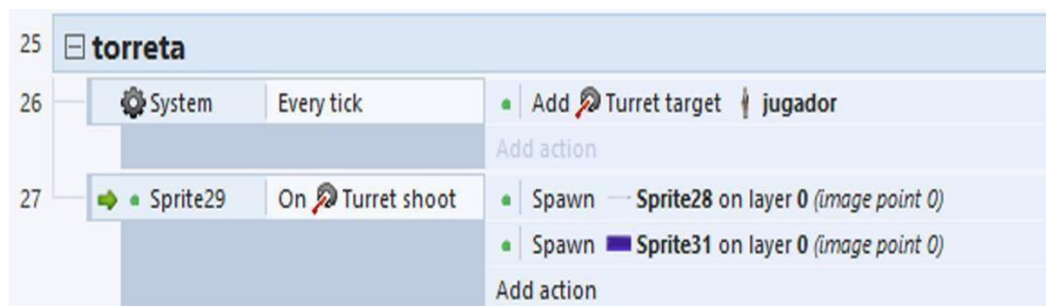 25 torreta
26 System Every tick Add Turret target jugador
Add action
27 Sprite29 On Turret shoot Spawn Sprite28 on layer 0 (image point 0)
Spawn Sprite31 on layer 0 (image point 0)
Add action